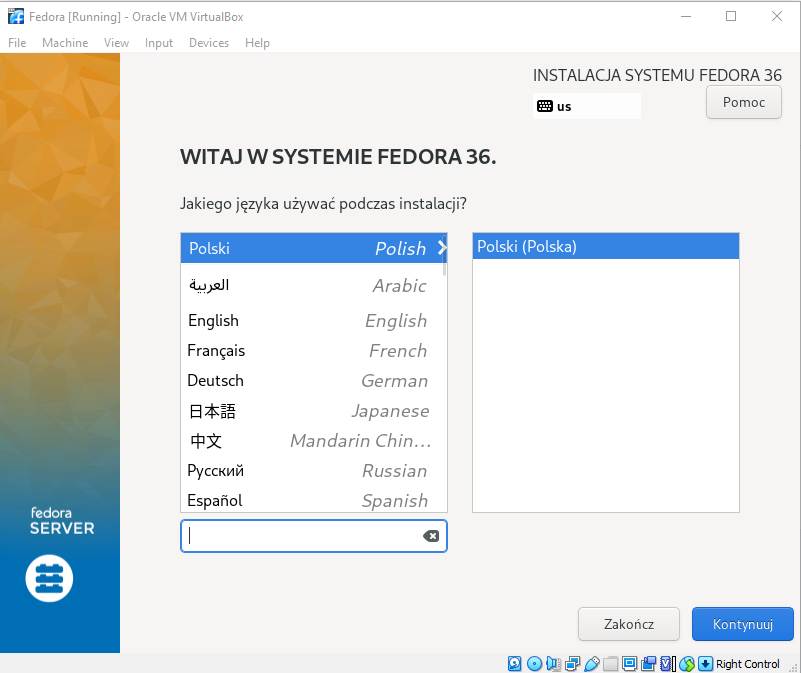 Fedora [Running] - Oracle VM VirtualBox
File Machine View Input Devices Help
INSTALACJA SYSTEMU FEDORA 36
us
Pomoc
WITAJ W SYSTEMIE FEDORA 36.
Jakiego języka używać podczas instalacji?
Polski Polish
Polski (Polska)
العربية Arabic
English English
Français French
Deutsch German
日本語 Japanese
中文 Mandarin Chin...
Русский Russian
Español Spanish
fedora
SERVER
Zakończ
Kontynuuj
Right Control